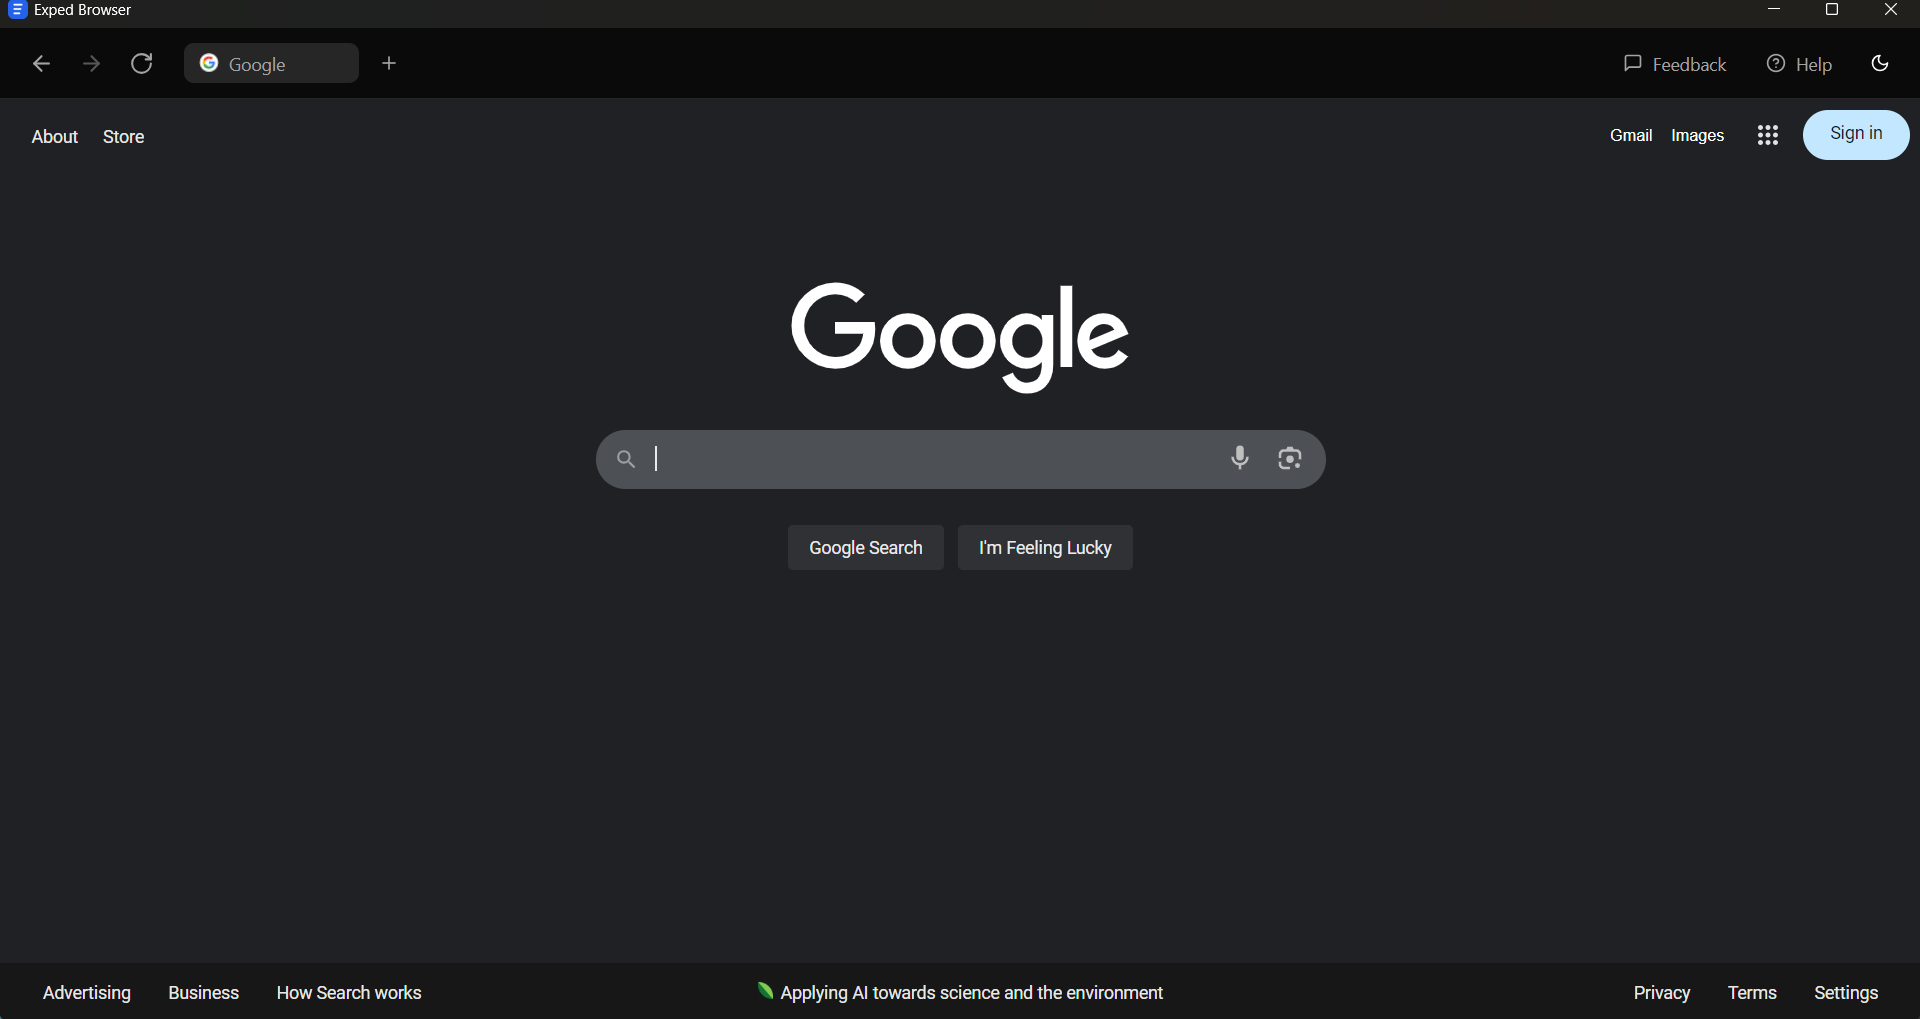 Exped Browser
Google
Feedback
Help
About
Store
Gmail
Images
Sign in
Google
Google Search
I'm Feeling Lucky
Advertising
Business
How Search works
Applying AI towards science and the environment
Privacy
Terms
Settings